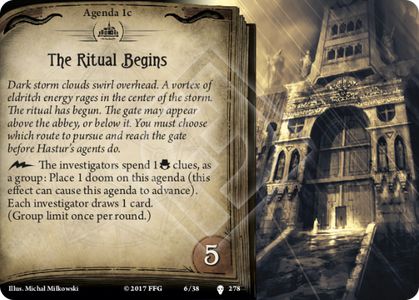 Agenda 1c
The Ritual Begins
Dark storm clouds swirl overhead. A vortex of
eldritch energy rages in the center of the storm.
The ritual has begun. The gate may appear
above the abbey, or below it. You must choose
which route to pursue and reach the gate
before Hastur's agents do.
The investigators spend 1 clues, as
a group: Place 1 doom on this agenda (this
effect can cause this agenda to advance).
Each investigator draws 1 card.
(Group limit once per round.)
5
Illus. Michal Milkowski © 2017 FFG 6/38 278